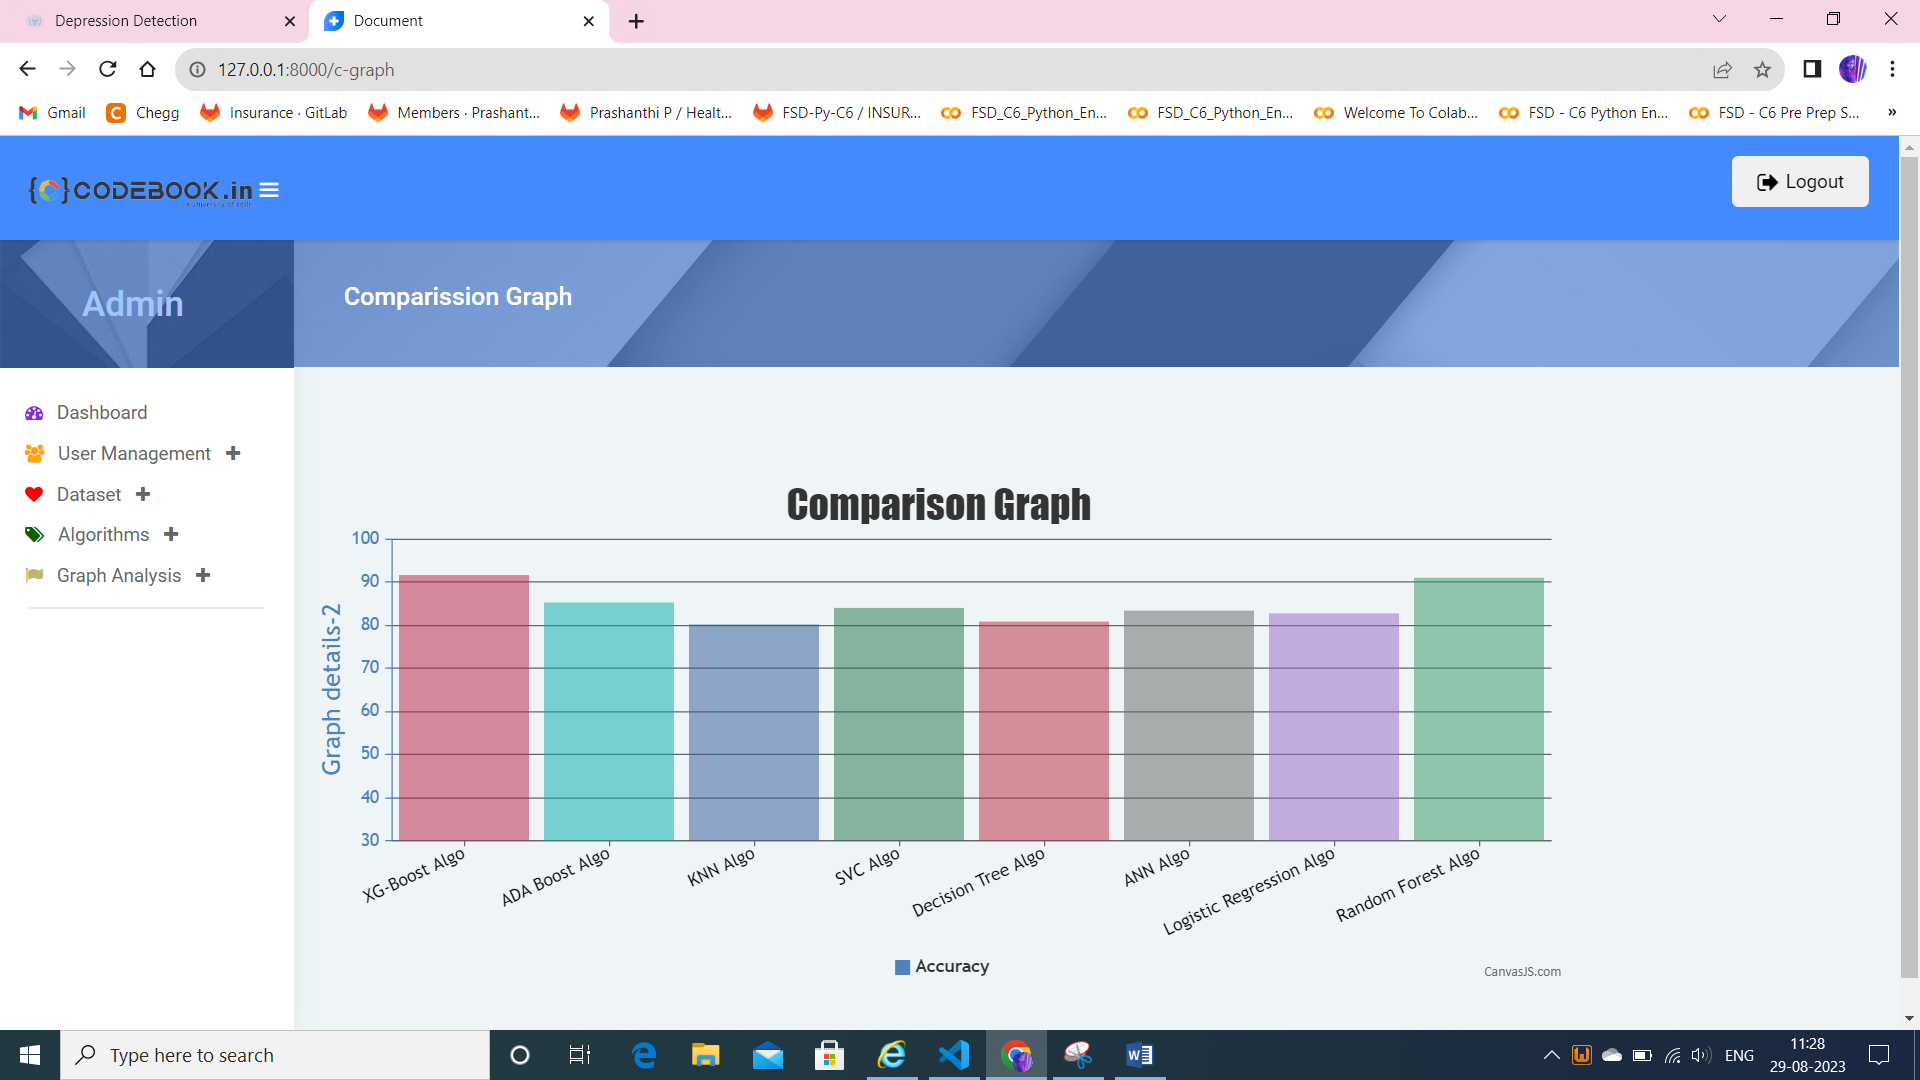 Depression Detection
Document
127.0.0.1:8000/c-graph
Gmail
Chegg
Insurance · GitLab
Members · Prashant...
Prashanthi P / Healt...
FSD-Py-C6 / INSUR...
FSD_C6_Python_En...
FSD_C6_Python_En...
Welcome To Colab...
FSD - C6 Python En...
FSD - C6 Pre Prep S...
{ }CODEBOOK.in
a university of code
Logout
Admin
Comparission Graph
Dashboard
User Management
Dataset
Algorithms
Graph Analysis
Comparison Graph
Graph details-2
100
90
80
70
60
50
40
30
XG-Boost Algo
ADA Boost Algo
KNN Algo
SVC Algo
Decision Tree Algo
ANN Algo
Logistic Regression Algo
Random Forest Algo
Accuracy
CanvasJS.com
Type here to search
ENG
11:28
29-08-2023